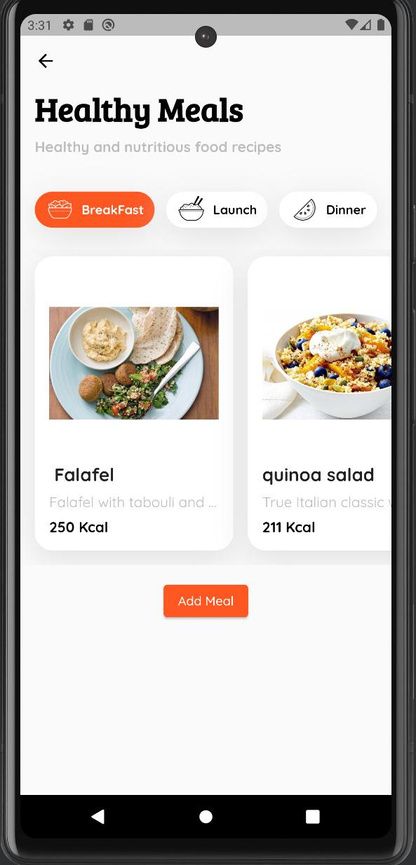 3:31
Healthy Meals
Healthy and nutritious food recipes
BreakFast Launch Dinner
Falafel
Falafel with tabouli and ...
250 Kcal
quinoa salad
True Italian classic
211 Kcal
Add Meal